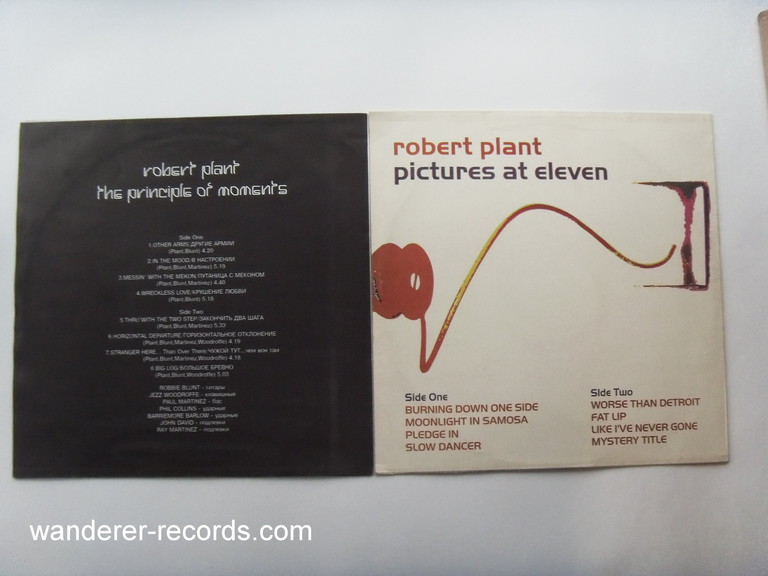 robert plant
the principle of moments
Side One
1.OTHER ARMS/ДРУГИЕ АРМИИ
(Plant,Blunt) 4.20
2.IN THE MOOD/В НАСТРОЕНИИ
(Plant,Blunt,Martinez) 5.19
3.MESSIN' WITH THE MEKON/ПУТАНИЦА С МЕКОНОМ
(Plant,Blunt,Martinez) 4.40
4.WRECKLESS LOVE/КРУШЕНИЕ ЛЮБВИ
(Plant,Blunt) 5.18
Side Two
5.THRU'WITH THE TWO STEP/ЗАКОНЧИТЬ ДВА ШАГА
(Plant,Blunt,Martinez) 5.33
6.HORIZONTAL DEPARTURE/ГОРИЗОНТАЛЬНОЕ ОТКЛОНЕНИЕ
(Plant,Blunt,Martinez,Woodroffe) 4.19
7.STRANGER HERE... Than Over There/ЧУЖОЙ ТУТ...чем вон там
(Plant,Blunt,Martinez,Woodroffe) 4.18
8.BIG LOG/БОЛЬШОЕ БРЕВНО
(Plant,Blunt,Woodroffe) 5.03
ROBBIE BLUNT - гитары
JEZZ WOODROFFE - клавишные
PAUL MARTINEZ - бас
PHIL COLLINS - ударные
BARRIEMORE BARLOW - ударные
JOHN DAVID - подпевки
RAY MARTINEZ - подпевки
robert plant
pictures at eleven
Side One
BURNING DOWN ONE SIDE
MOONLIGHT IN SAMOSA
PLEDGE IN
SLOW DANCER
Side Two
WORSE THAN DETROIT
FAT LIP
LIKE I'VE NEVER GONE
MYSTERY TITLE
wanderer-records.com